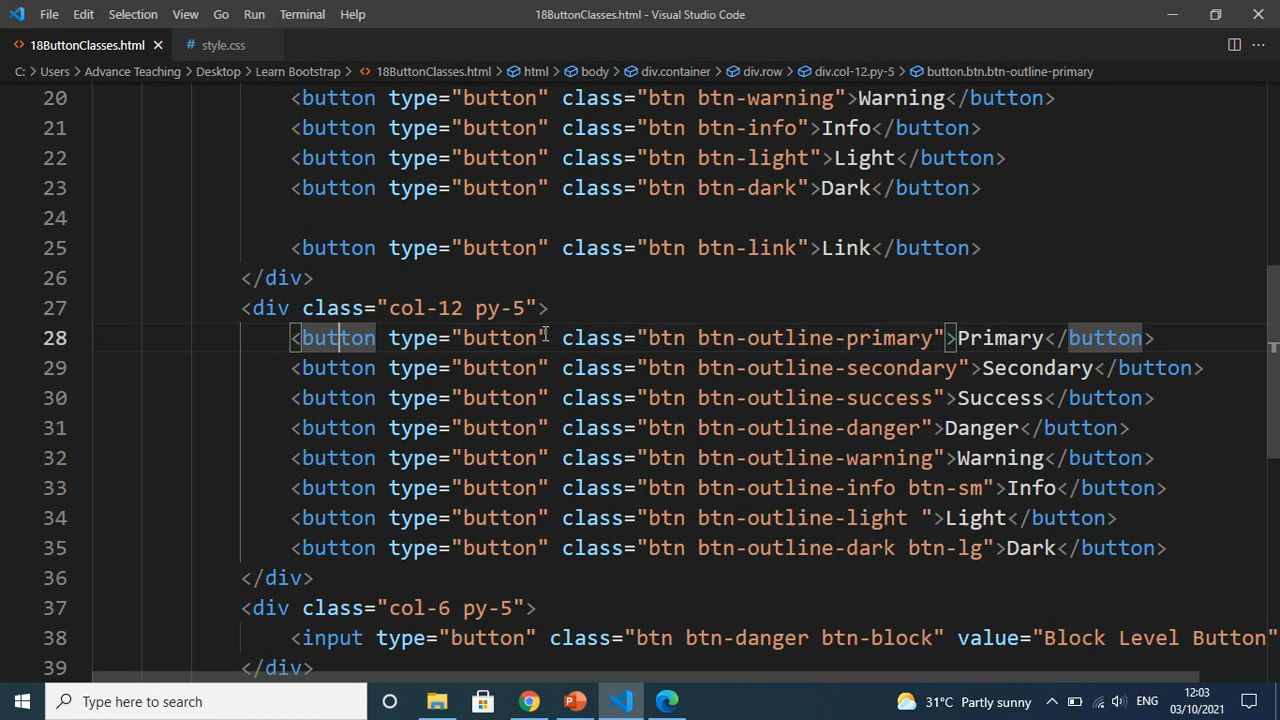 File Edit Selection View Go Run Terminal Help 18ButtonClasses.html - Visual Studio Code
<> 18ButtonClasses.html # style.css
C: > Users > Advance Teaching > Desktop > Learn Bootstrap > <> 18ButtonClasses.html > html > body > div.container > div.row > div.col-12.py-5 > button.btn.btn-outline-primary
20 <button type="button" class="btn btn-warning">Warning</button>
21 <button type="button" class="btn btn-info">Info</button>
22 <button type="button" class="btn btn-light">Light</button>
23 <button type="button" class="btn btn-dark">Dark</button>
24
25 <button type="button" class="btn btn-link">Link</button>
26 </div>
27 <div class="col-12 py-5">
28 <button type="button" class="btn btn-outline-primary">Primary</button>
29 <button type="button" class="btn btn-outline-secondary">Secondary</button>
30 <button type="button" class="btn btn-outline-success">Success</button>
31 <button type="button" class="btn btn-outline-danger">Danger</button>
32 <button type="button" class="btn btn-outline-warning">Warning</button>
33 <button type="button" class="btn btn-outline-info btn-sm">Info</button>
34 <button type="button" class="btn btn-outline-light ">Light</button>
35 <button type="button" class="btn btn-outline-dark btn-lg">Dark</button>
36 </div>
37 <div class="col-6 py-5">
38 <input type="button" class="btn btn-danger btn-block" value="Block Level Button"
39 </div>
Type here to search 31°C Partly sunny ENG 12:03
03/10/2021